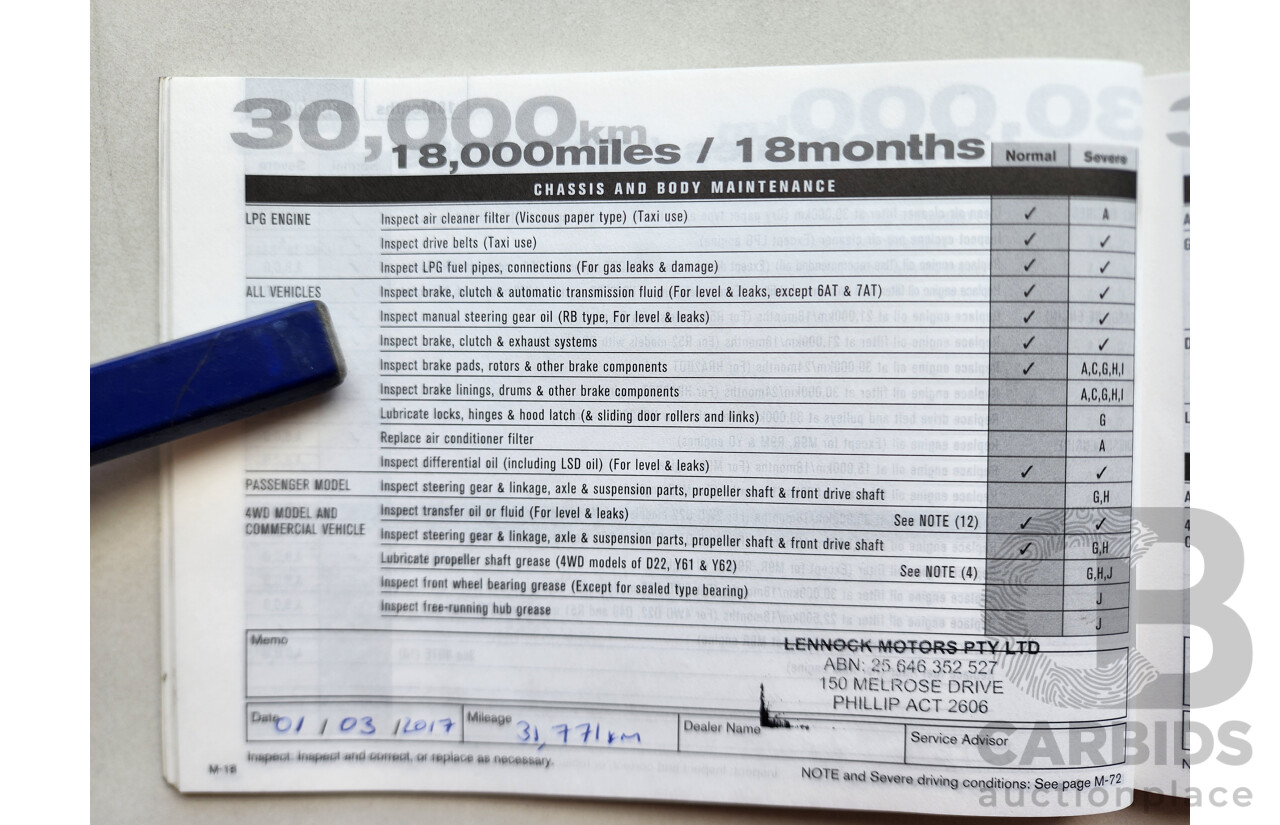 30,000km
18,000miles / 18months
Normal Severe
CHASSIS AND BODY MAINTENANCE
LPG ENGINE Inspect air cleaner filter (Viscous paper type) (Taxi use) ✓ A
Inspect drive belts (Taxi use) ✓ ✓
Inspect LPG fuel pipes, connections (For gas leaks & damage) ✓ ✓
ALL VEHICLES Inspect brake, clutch & automatic transmission fluid (For level & leaks, except 6AT & 7AT) ✓ ✓
Inspect manual steering gear oil (RB type, For level & leaks) ✓ ✓
Inspect brake, clutch & exhaust systems ✓ ✓
Inspect brake pads, rotors & other brake components ✓ A,C,G,H,I
Inspect brake linings, drums & other brake components A,C,G,H,I
Lubricate locks, hinges & hood latch (& sliding door rollers and links) G
Replace air conditioner filter A
Inspect differential oil (including LSD oil) (For level & leaks) ✓ ✓
PASSENGER MODEL Inspect steering gear & linkage, axle & suspension parts, propeller shaft & front drive shaft G,H
4WD MODEL AND Inspect transfer oil or fluid (For level & leaks) See NOTE (12) ✓ ✓
COMMERCIAL VEHICLE Inspect steering gear & linkage, axle & suspension parts, propeller shaft & front drive shaft ✓ G,H
Lubricate propeller shaft grease (4WD models of D22, Y61 & Y62) See NOTE (4) G,H,J
Inspect front wheel bearing grease (Except for sealed type bearing) J
Inspect free-running hub grease J
Memo
LENNOCK MOTORS PTY LTD
ABN: 25 646 352 527
150 MELROSE DRIVE
PHILLIP ACT 2606
Date 01 / 03 / 2017 Mileage 31,771km Dealer Name
Service Advisor
Inspect: Inspect and correct, or replace as necessary.
M-16
NOTE and Severe driving conditions: See page M-72
CARBIDS
auctionplace